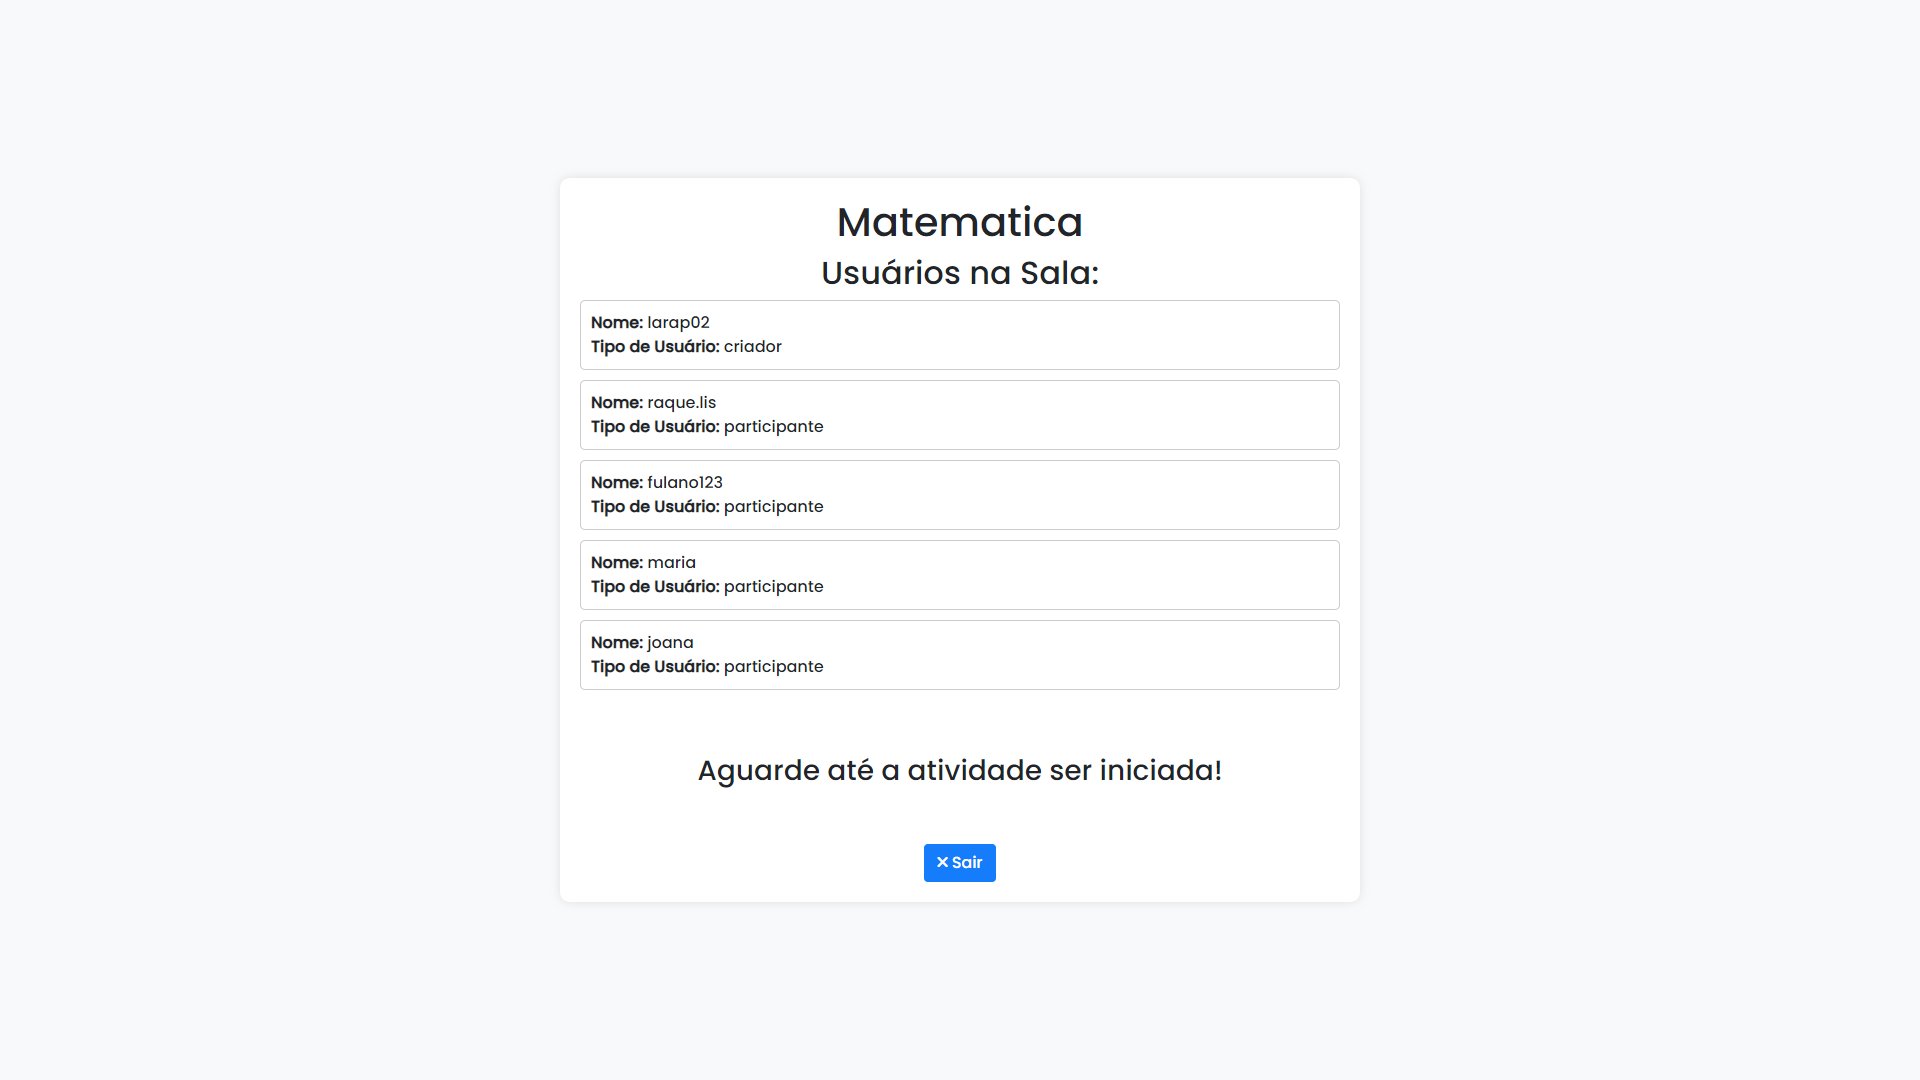 Matematica
Usuários na Sala:
Nome: larap02
Tipo de Usuário: criador
Nome: raque.lis
Tipo de Usuário: participante
Nome: fulano123
Tipo de Usuário: participante
Nome: maria
Tipo de Usuário: participante
Nome: joana
Tipo de Usuário: participante
Aguarde até a atividade ser iniciada!
✕ Sair